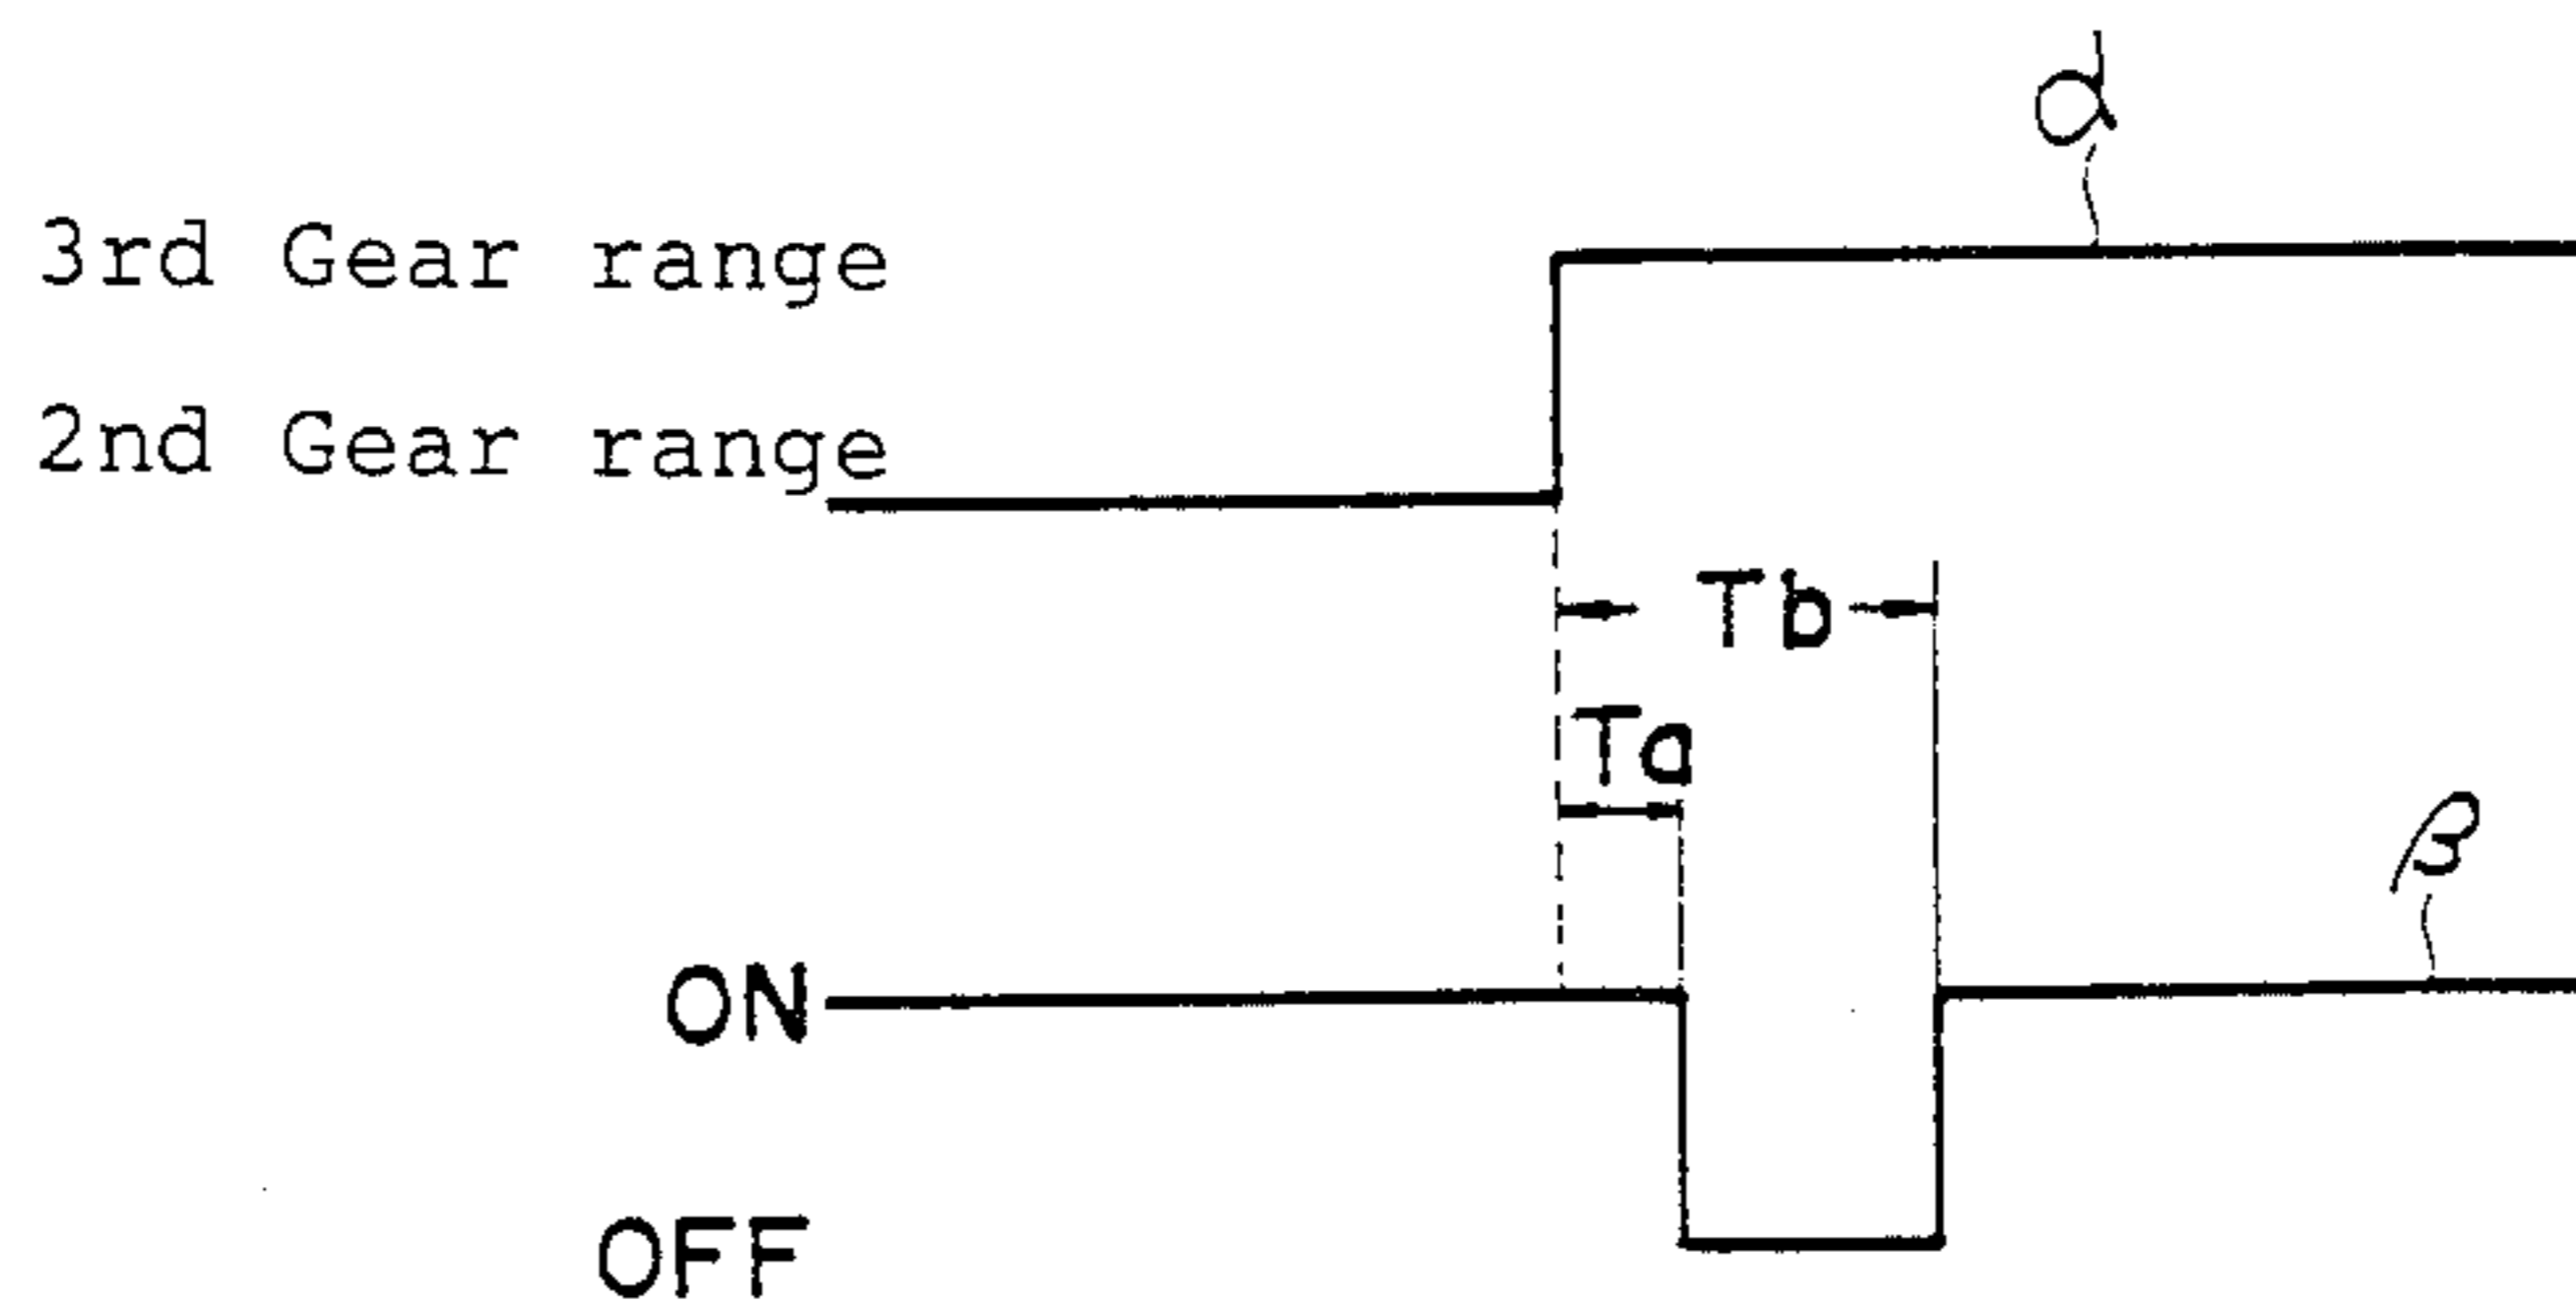 α
3rd Gear range
2nd Gear range
Tb
Ta
β
ON
OFF